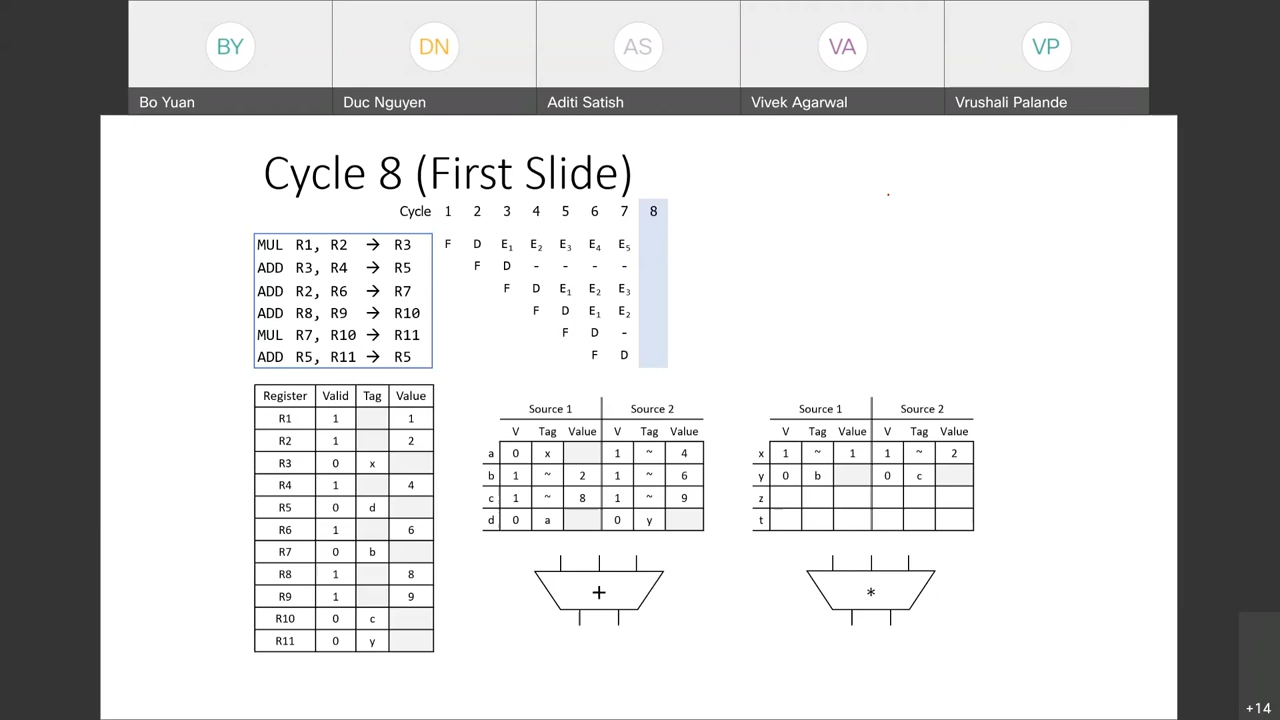 BY DN AS VA VP
Bo Yuan Duc Nguyen Aditi Satish Vivek Agarwal Vrushali Palande
Cycle 8 (First Slide)
Cycle 1 2 3 4 5 6 7 8
MUL R1, R2 → R3 F D E₁ E₂ E₃ E₄ E₅
ADD R3, R4 → R5 F D - - - -
ADD R2, R6 → R7 F D E₁ E₂ E₃
ADD R8, R9 → R10 F D E₁ E₂
MUL R7, R10 → R11 F D -
ADD R5, R11 → R5 F D
Register Valid Tag Value
R1 1 1
R2 1 2
R3 0 x
R4 1 4
R5 0 d
R6 1 6
R7 0 b
R8 1 8
R9 1 9
R10 0 c
R11 0 y
Source 1 Source 2
V Tag Value V Tag Value
a 0 x 1 ~ 4
b 1 ~ 2 1 ~ 6
c 1 ~ 8 1 ~ 9
d 0 a 0 y
+
Source 1 Source 2
V Tag Value V Tag Value
x 1 ~ 1 1 ~ 2
y 0 b 0 c
z
t
*
+14